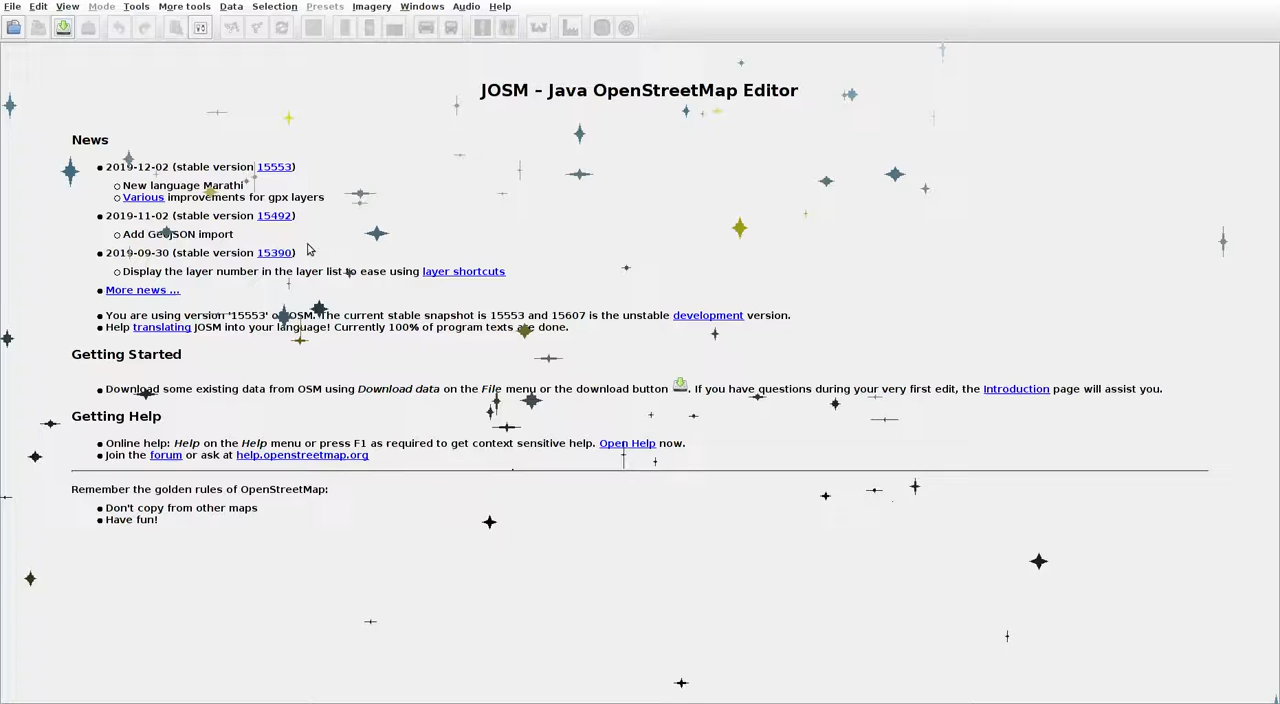 File Edit View Mode Tools More tools Data Selection Presets Imagery Windows Audio Help
JOSM – Java OpenStreetMap Editor
News
2019-12-02 (stable version 15553)
New language Marathi
Various improvements for gpx layers
2019-11-02 (stable version 15492)
Add GeoJSON import
2019-09-30 (stable version 15390)
Display the layer number in the layer list to ease using layer shortcuts
More news ...
You are using version '15553' of JOSM. The current stable snapshot is 15553 and 15607 is the unstable development version.
Help translating JOSM into your language! Currently 100% of program texts are done.
Getting Started
Download some existing data from OSM using Download data on the File menu or the download button . If you have questions during your very first edit, the Introduction page will assist you.
Getting Help
Online help: Help on the Help menu or press F1 as required to get context sensitive help. Open Help now.
Join the forum or ask at help.openstreetmap.org
Remember the golden rules of OpenStreetMap:
Don't copy from other maps
Have fun!